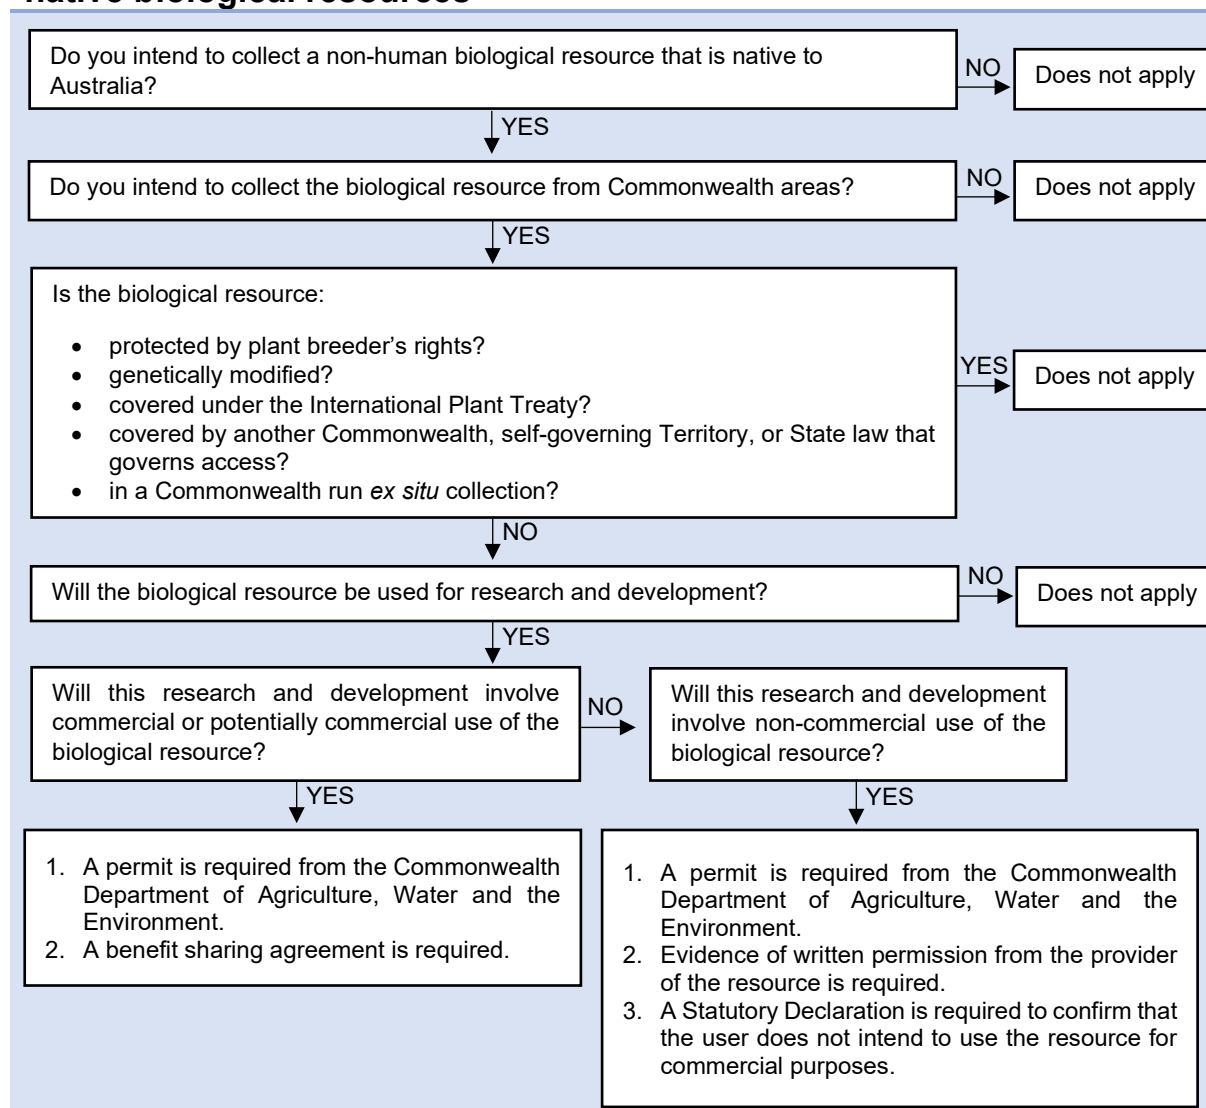 native biological resources
Do you intend to collect a non-human biological resource that is native to
Australia?
NO
Does not apply
YES
Do you intend to collect the biological resource from Commonwealth areas?
NO
Does not apply
YES
Is the biological resource:
• protected by plant breeder’s rights?
• genetically modified?
• covered under the International Plant Treaty?
• covered by another Commonwealth, self-governing Territory, or State law that
governs access?
• in a Commonwealth run ex situ collection?
YES
Does not apply
NO
Will the biological resource be used for research and development?
NO
Does not apply
YES
Will this research and development involve
commercial or potentially commercial use of the
biological resource?
NO
Will this research and development
involve non-commercial use of the
biological resource?
YES
YES
1. A permit is required from the Commonwealth
Department of Agriculture, Water and the
Environment.
2. A benefit sharing agreement is required.
1. A permit is required from the Commonwealth
Department of Agriculture, Water and the
Environment.
2. Evidence of written permission from the provider
of the resource is required.
3. A Statutory Declaration is required to confirm that
the user does not intend to use the resource for
commercial purposes.